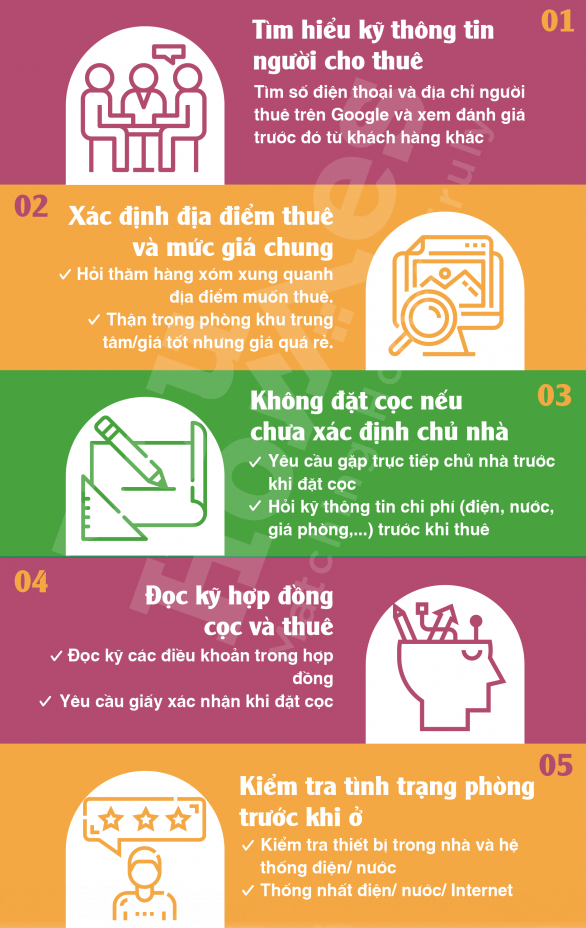 01
Tìm hiểu kỹ thông tin
người cho thuê
Tìm số điện thoại và địa chỉ người
thuê trên Google và xem đánh giá
trước đó từ khách hàng khác
02
Xác định địa điểm thuê
và mức giá chung
✓ Hỏi thăm hàng xóm xung quanh
địa điểm muốn thuê.
✓ Thận trọng phòng khu trung
tâm/giá tốt nhưng giá quá rẻ.
03
Không đặt cọc nếu
chưa xác định chủ nhà
✓ Yêu cầu gặp trực tiếp chủ nhà trước
khi đặt cọc
✓ Hỏi kỹ thông tin chi phí (điện, nước,
giá phòng,...) trước khi thuê
04
Đọc kỹ hợp đồng
cọc và thuê
✓ Đọc kỹ các điều khoản trong hợp
đồng
✓ Yêu cầu giấy xác nhận khi đặt cọc
05
Kiểm tra tình trạng phòng
trước khi ở
✓ Kiểm tra thiết bị trong nhà và hệ
thống điện/ nước
✓ Thống nhất điện/ nước/ Internet